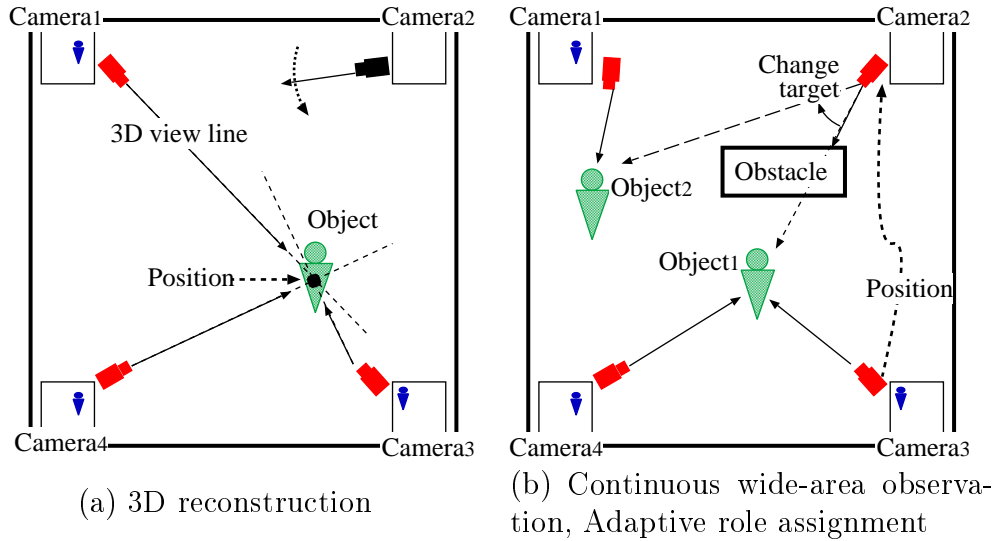 Camera1
Camera2
3D view line
Object
Position
Camera4
Camera3
(a) 3D reconstruction
Camera1
Camera2
Change
target
Obstacle
Object2
Object1
Position
Camera4
Camera3
(b) Continuous wide-area observa-
tion, Adaptive role assignment